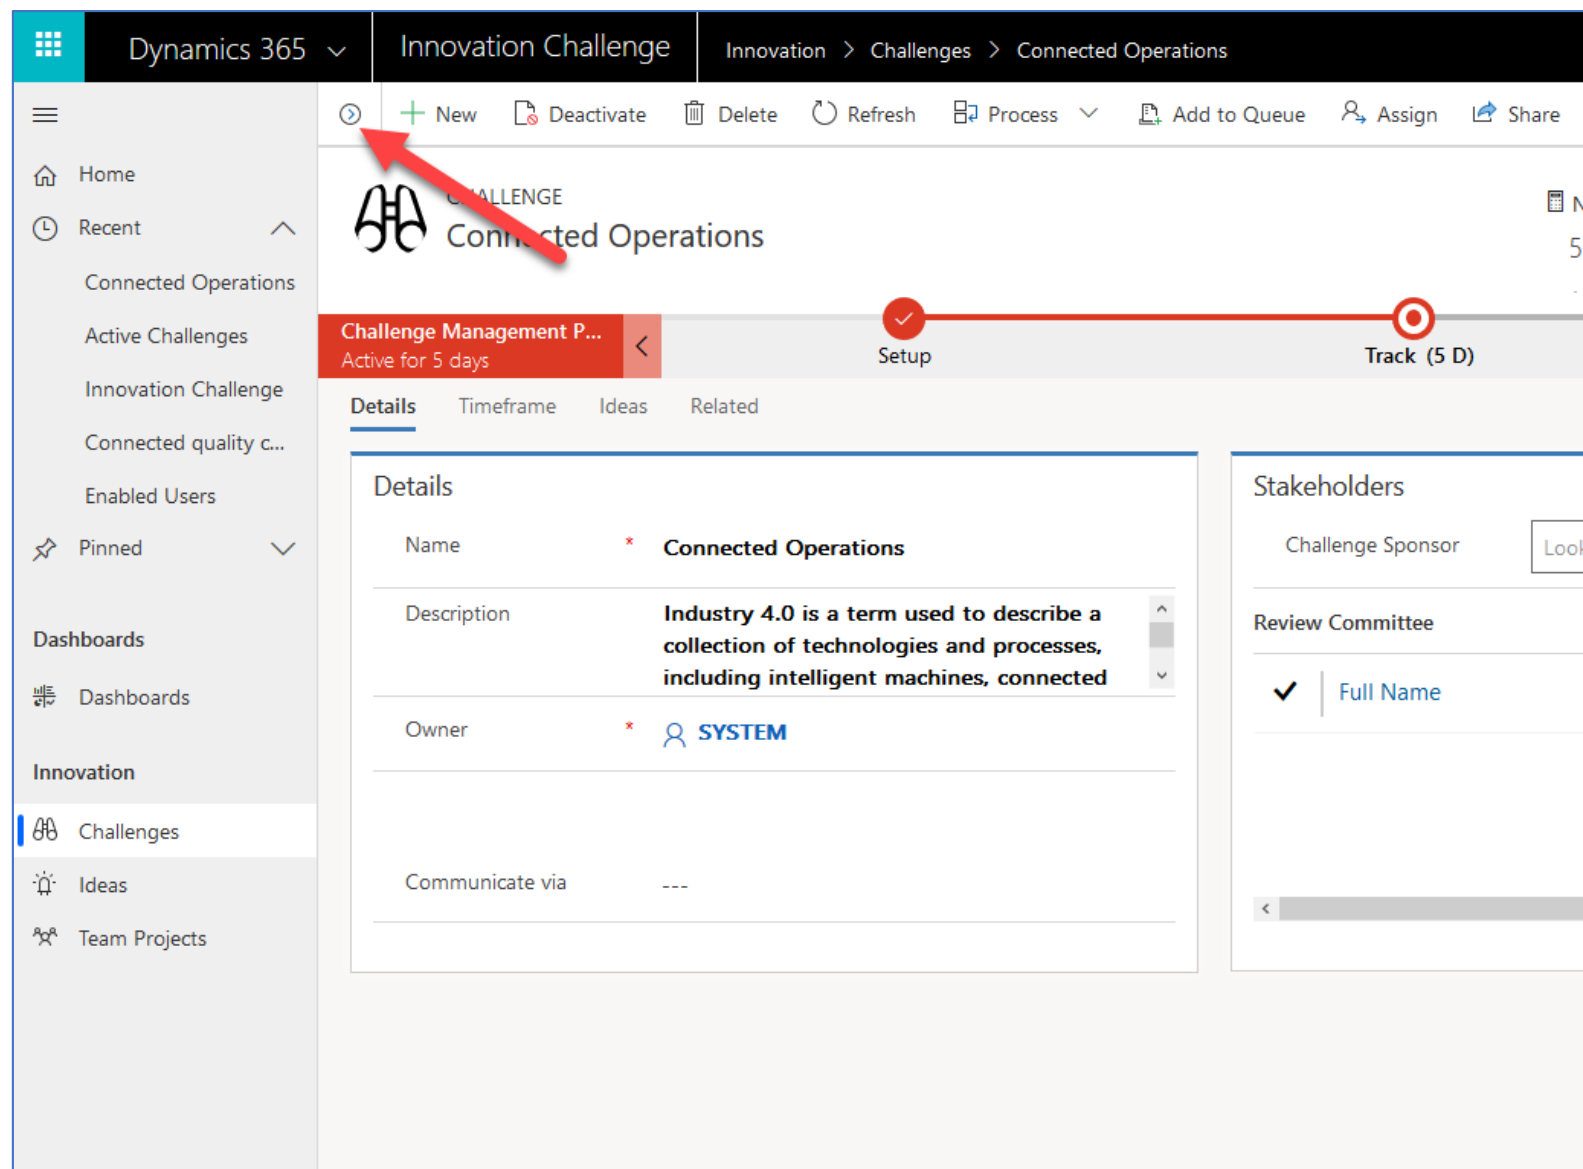 Dynamics 365
Innovation Challenge
Innovation > Challenges > Connected Operations
New
Deactivate
Delete
Refresh
Process
Add to Queue
Assign
Share
Home
Recent
Connected Operations
Active Challenges
Innovation Challenge
Connected quality c...
Enabled Users
Pinned
Dashboards
Dashboards
Innovation
Challenges
Ideas
Team Projects
Connected Operations
5
Challenge Management P...
Active for 5 days
Setup
Track (5 D)
Details
Timeframe
Ideas
Related
Details
Name * Connected Operations
Description
Industry 4.0 is a term used to describe a
collection of technologies and processes,
including intelligent machines, connected
Owner * SYSTEM
Communicate via ---
Stakeholders
Challenge Sponsor
Review Committee
Full Name